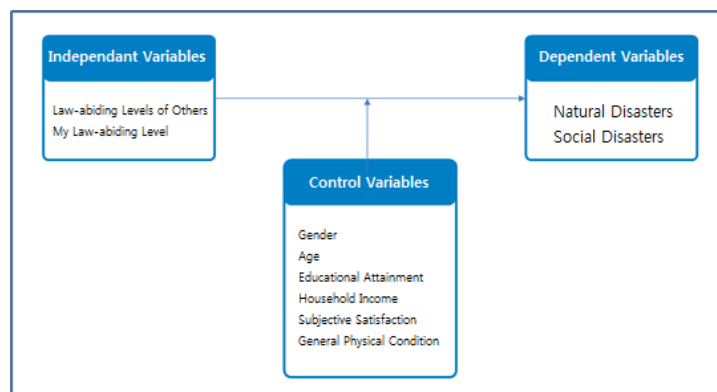 Independant Variables
Law-abiding Levels of Others
My Law-abiding Level
Dependent Variables
Natural Disasters
Social Disasters
Control Variables
Gender
Age
Educational Attainment
Household Income
Subjective Satisfaction
General Physical Condition